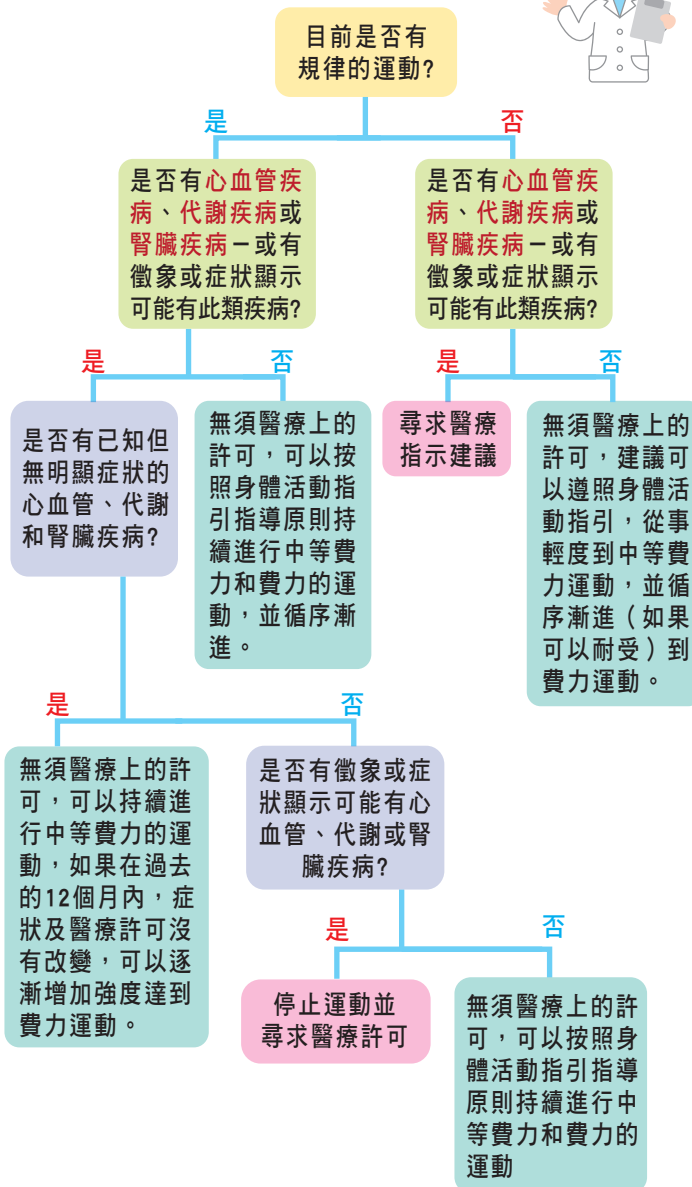 目前是否有
規律的運動?
是
否
是否有心血管疾
病、代謝疾病或
腎臟疾病－或有
徵象或症狀顯示
可能有此類疾病?
是否有心血管疾
病、代謝疾病或
腎臟疾病－或有
徵象或症狀顯示
可能有此類疾病?
是
否
是
否
是否有已知但
無明顯症狀的
心血管、代謝
和腎臟疾病?
無須醫療上的
許可，可以按
照身體活動指
引指導原則持
續進行中等費
力和費力的運
動，並循序漸
進。
尋求醫療
指示建議
無須醫療上的
許可，建議可
以遵照身體活
動指引，從事
輕度到中等費
力運動，並循
序漸進（如果
可以耐受）到
費力運動。
是
否
無須醫療上的許
可，可以持續進
行中等費力的運
動，如果在過去
的12個月內，症
狀及醫療許可沒
有改變，可以逐
漸增加強度達到
費力運動。
是否有徵象或症
狀顯示可能有心
血管、代謝或腎
臟疾病?
是
否
停止運動並
尋求醫療許可
無須醫療上的許
可，可以按照身
體活動指引指導
原則持續進行中
等費力和費力的
運動